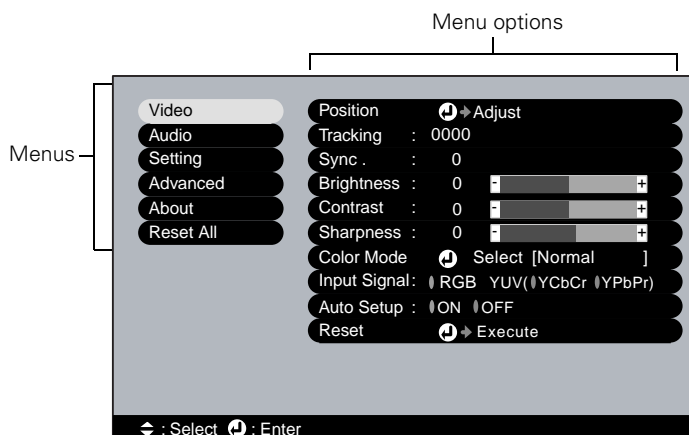 Menu options
Menus
Video
Audio
Setting
Advanced
About
Reset All
Position Adjust
Tracking : 0000
Sync . : 0
Brightness : 0 - +
Contrast : 0 - +
Sharpness : 0 - +
Color Mode Select [Normal ]
Input Signal : RGB YUV( YCbCr YPbPr)
Auto Setup : ON OFF
Reset Execute
: Select : Enter